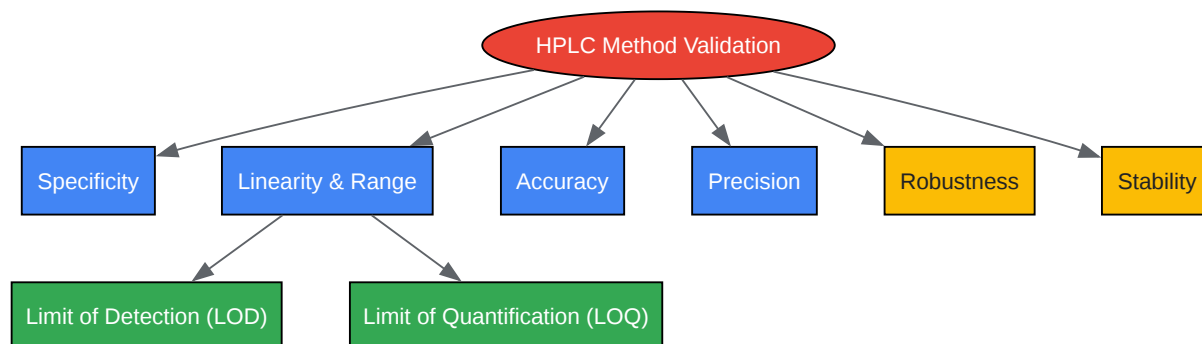 HPLC Method Validation
Specificity
Linearity & Range
Accuracy
Precision
Robustness
Stability
Limit of Detection (LOD)
Limit of Quantification (LOQ)